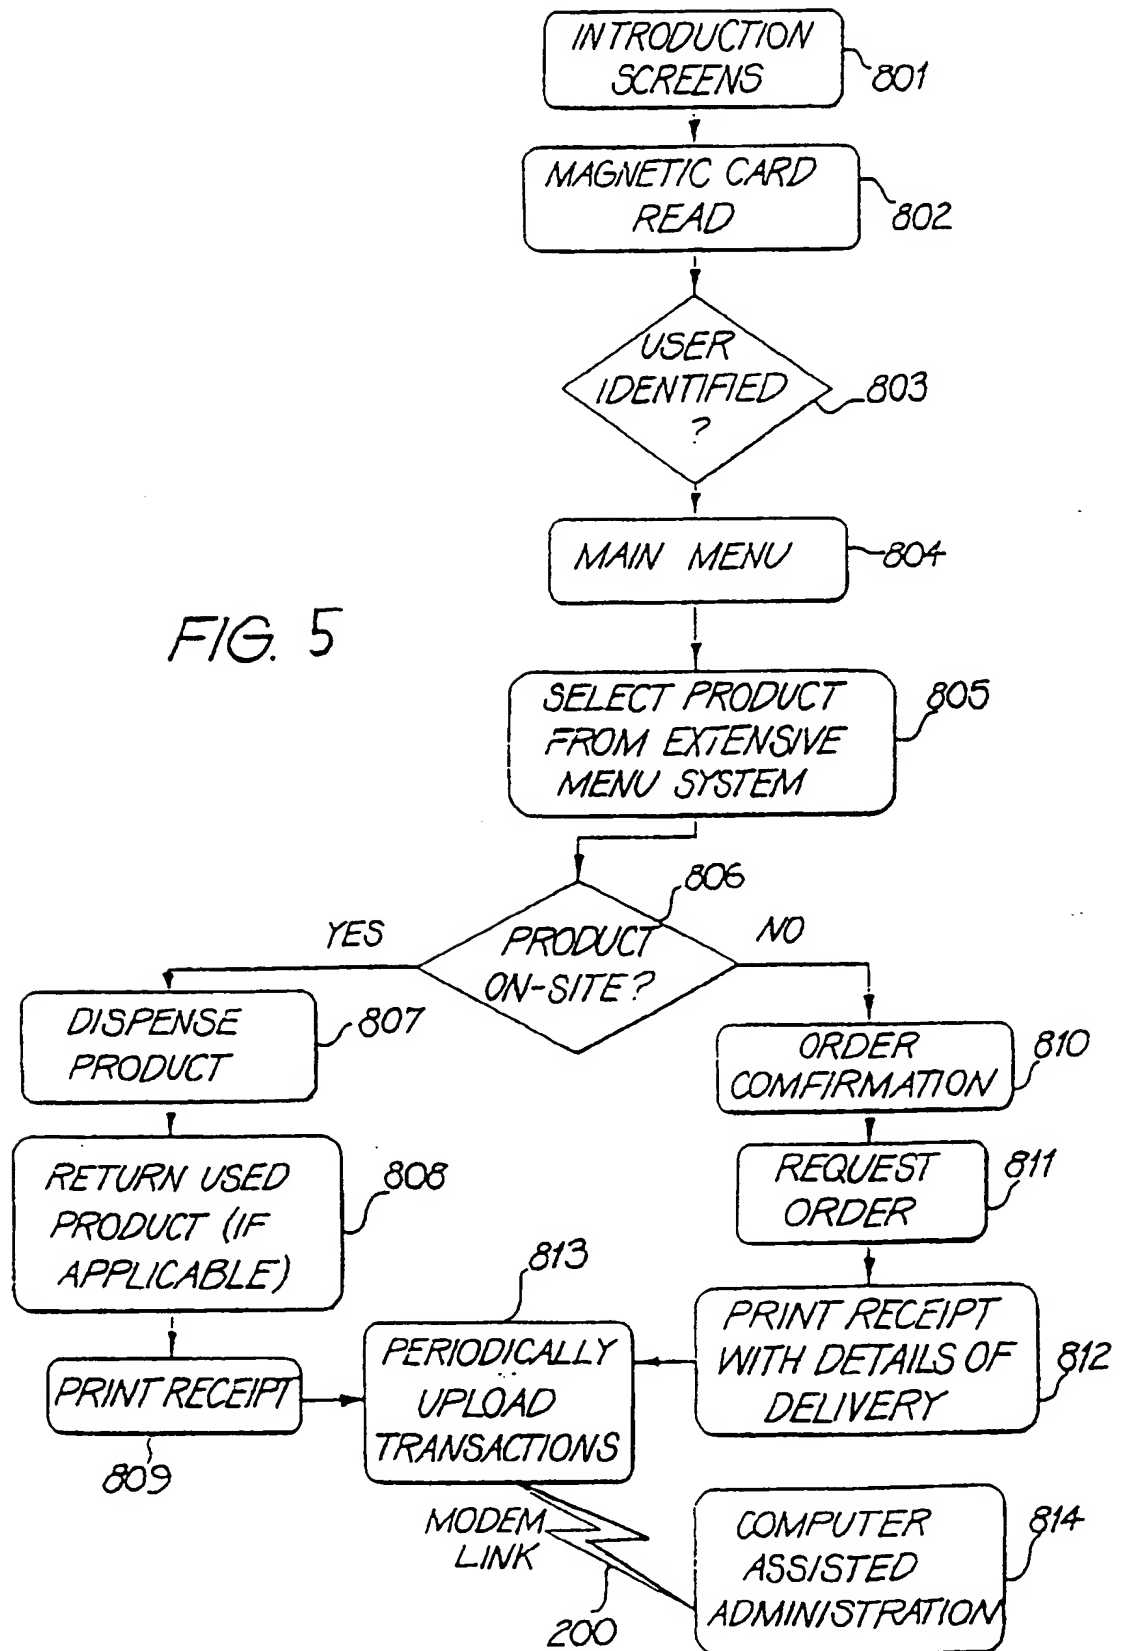 INTRODUCTION
SCREENS
801
MAGNETIC CARD
READ
802
USER
IDENTIFIED
?
803
MAIN MENU
804
FIG. 5
SELECT PRODUCT
FROM EXTENSIVE
MENU SYSTEM
805
806
YES
PRODUCT
ON-SITE?
NO
DISPENSE
PRODUCT
807
ORDER
COMFIRMATION
810
RETURN USED
PRODUCT (IF
APPLICABLE)
808
REQUEST
ORDER
811
813
PRINT RECEIPT
809
PERIODICALLY
UPLOAD
TRANSACTIONS
PRINT RECEIPT
WITH DETAILS OF
DELIVERY
812
MODEM
LINK
200
COMPUTER
ASSISTED
ADMINISTRATION
814